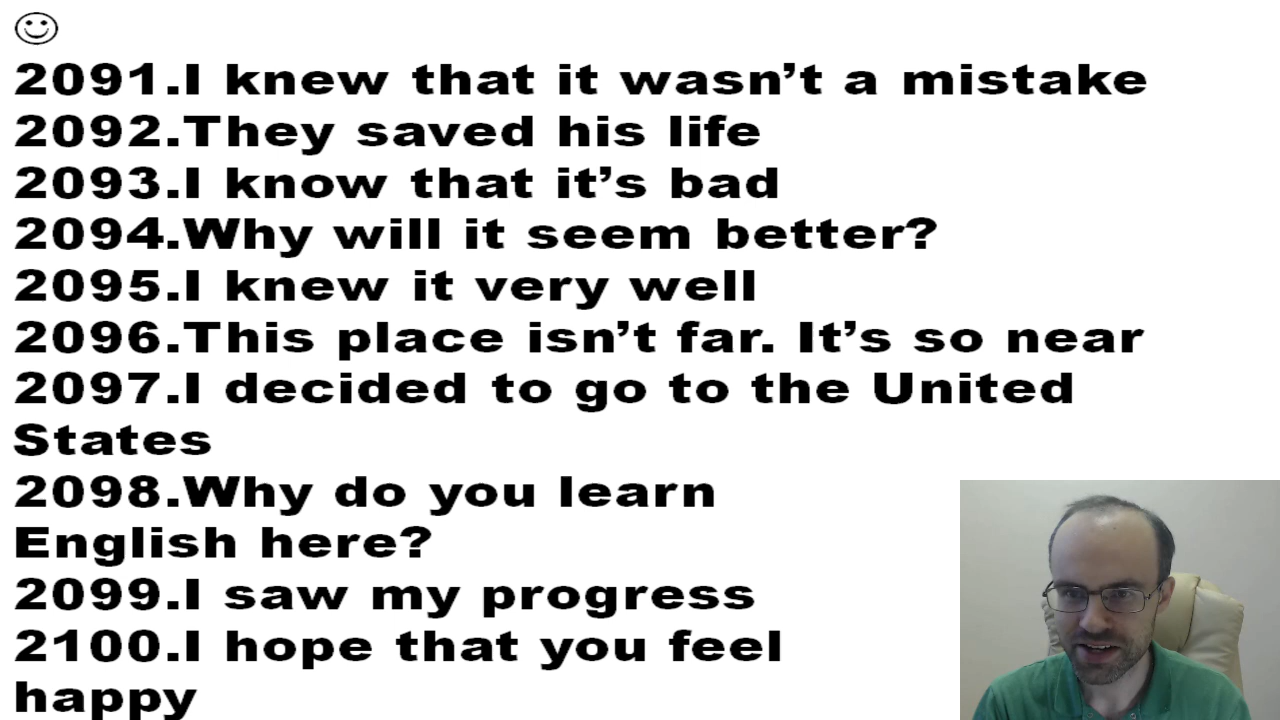 2091.I knew that it wasn’t a mistake
2092.They saved his life
2093.I know that it’s bad
2094.Why will it seem better?
2095.I knew it very well
2096.This place isn’t far. It’s so near
2097.I decided to go to the United
States
2098.Why do you learn
English here?
2099.I saw my progress
2100.I hope that you feel
happy